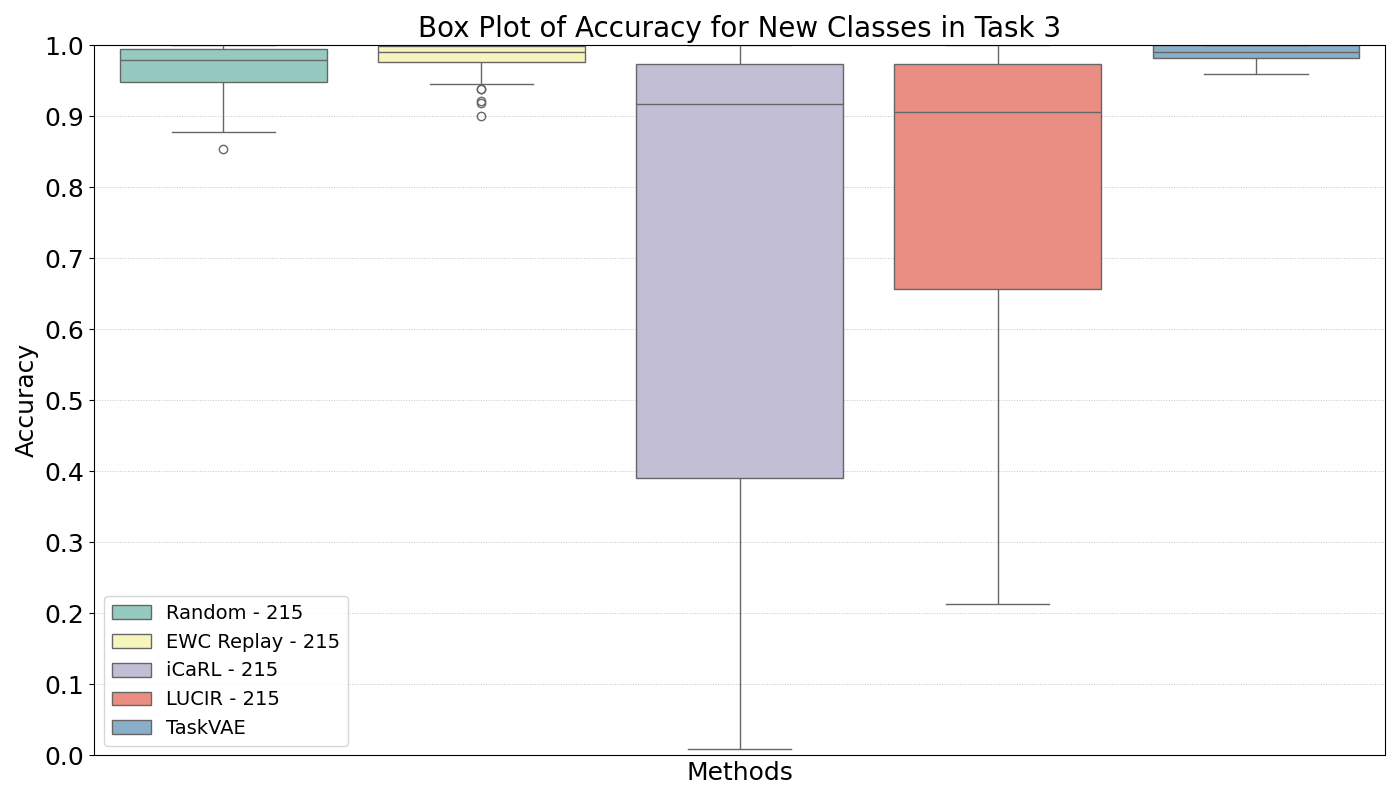 Box Plot of Accuracy for New Classes in Task 3
1.0
0.9
0.8
0.7
0.6
0.5
0.4
0.3
0.2
0.1
0.0
Accuracy
Random - 215
EWC Replay - 215
iCaRL - 215
LUCIR - 215
TaskVAE
Methods